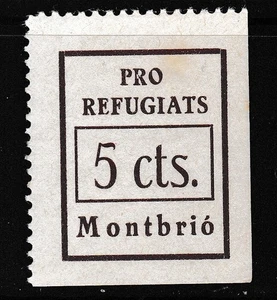 PRO
REFUGIATS
5 cts.
Montbrió